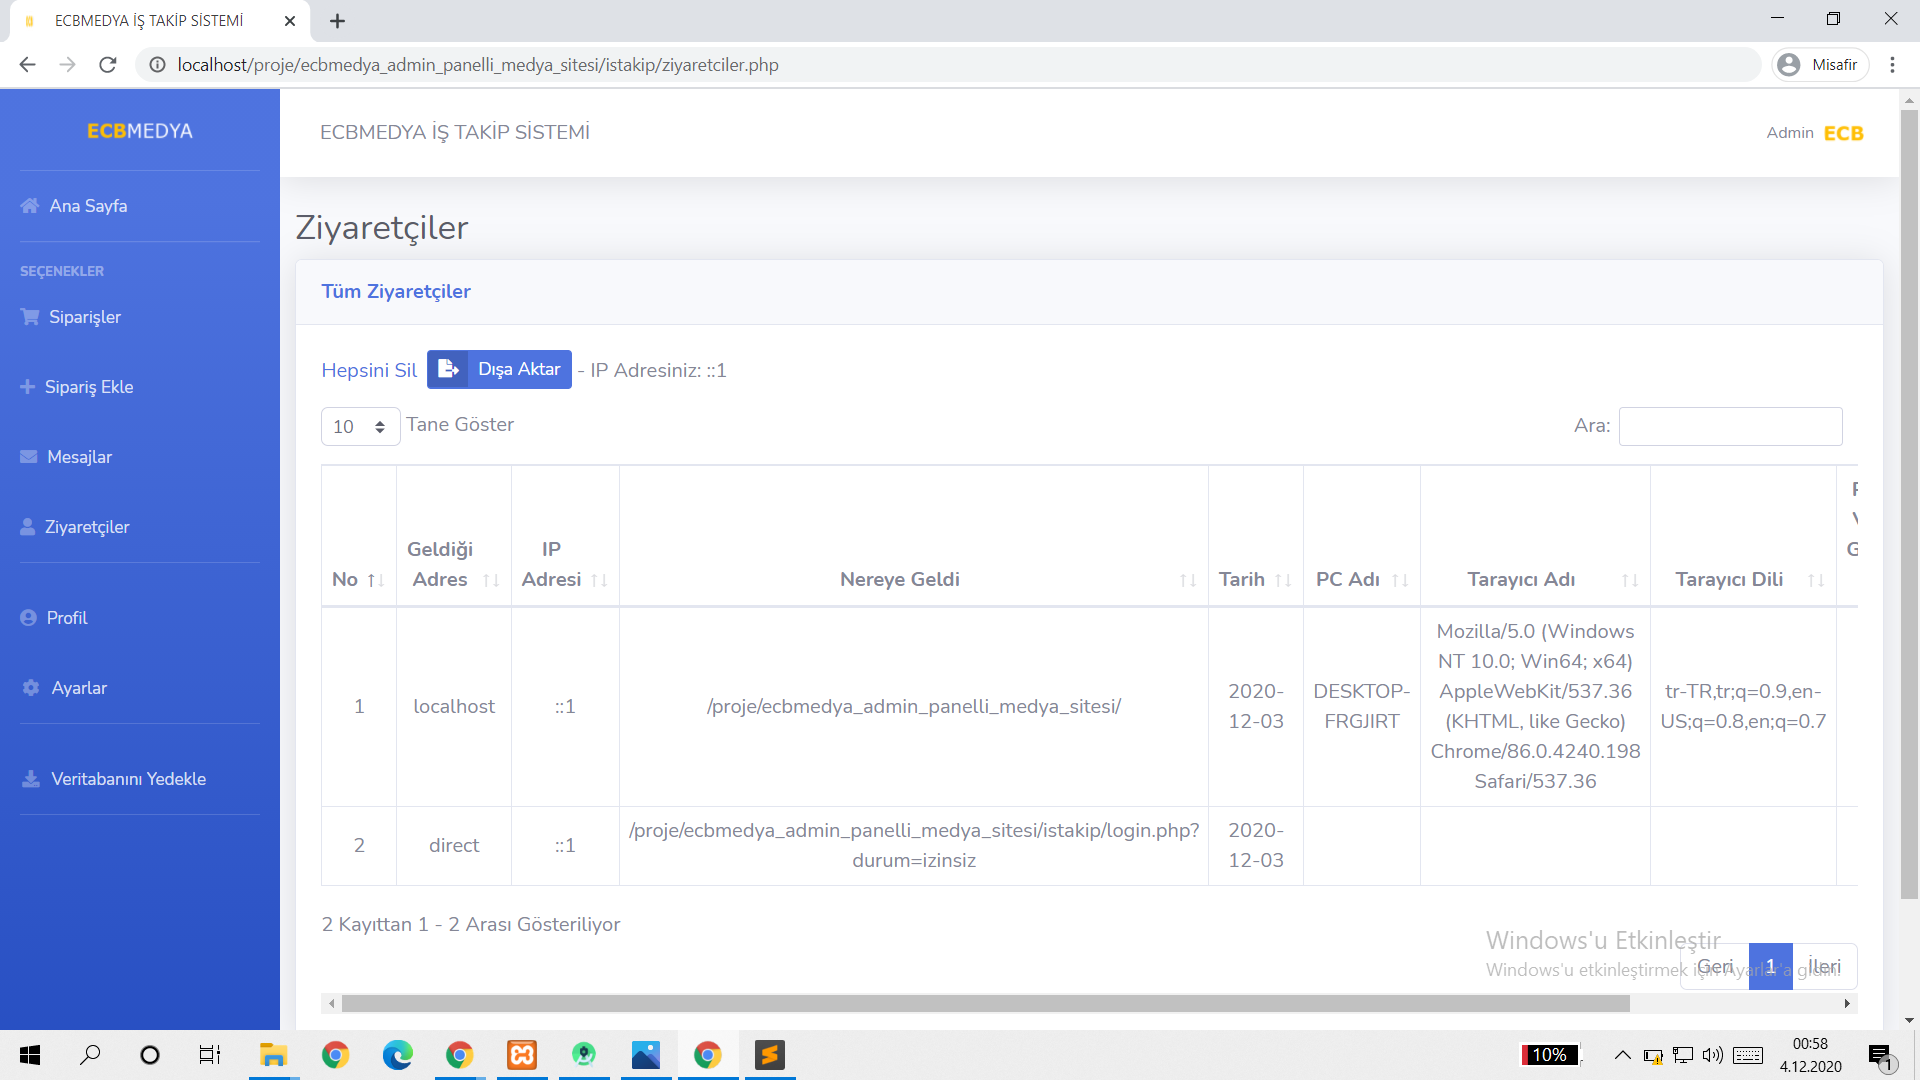 ECBMEDYA İŞ TAKİP SİSTEMİ
localhost/proje/ecbmedya_admin_panelli_medya_sitesi/istakip/ziyaretciler.php
Misafir
ECBMEDYA
ECBMEDYA İŞ TAKİP SİSTEMİ
Admin ECB
Ana Sayfa
SEÇENEKLER
Siparişler
Sipariş Ekle
Mesajlar
Ziyaretçiler
Profil
Ayarlar
Veritabanını Yedekle
Ziyaretçiler
Tüm Ziyaretçiler
Hepsini Sil Dışa Aktar - IP Adresiniz: ::1
10 Tane Göster
Ara:
No
Geldiği
Adres
IP
Adresi
Nereye Geldi
Tarih
PC Adı
Tarayıcı Adı
Tarayıcı Dili
1
localhost
::1
/proje/ecbmedya_admin_panelli_medya_sitesi/
2020-
12-03
DESKTOP-
FRGJIRT
Mozilla/5.0 (Windows
NT 10.0; Win64; x64)
AppleWebKit/537.36
(KHTML, like Gecko)
Chrome/86.0.4240.198
Safari/537.36
tr-TR,tr;q=0.9,en-
US;q=0.8,en;q=0.7
2
direct
::1
/proje/ecbmedya_admin_panelli_medya_sitesi/istakip/login.php?
durum=izinsiz
2020-
12-03
2 Kayıttan 1 - 2 Arası Gösteriliyor
Windows'u Etkinleştir
Windows'u etkinleştirmek için Ayarlar'a gidin.
Geri 1 İleri
10%
00:58
4.12.2020
1